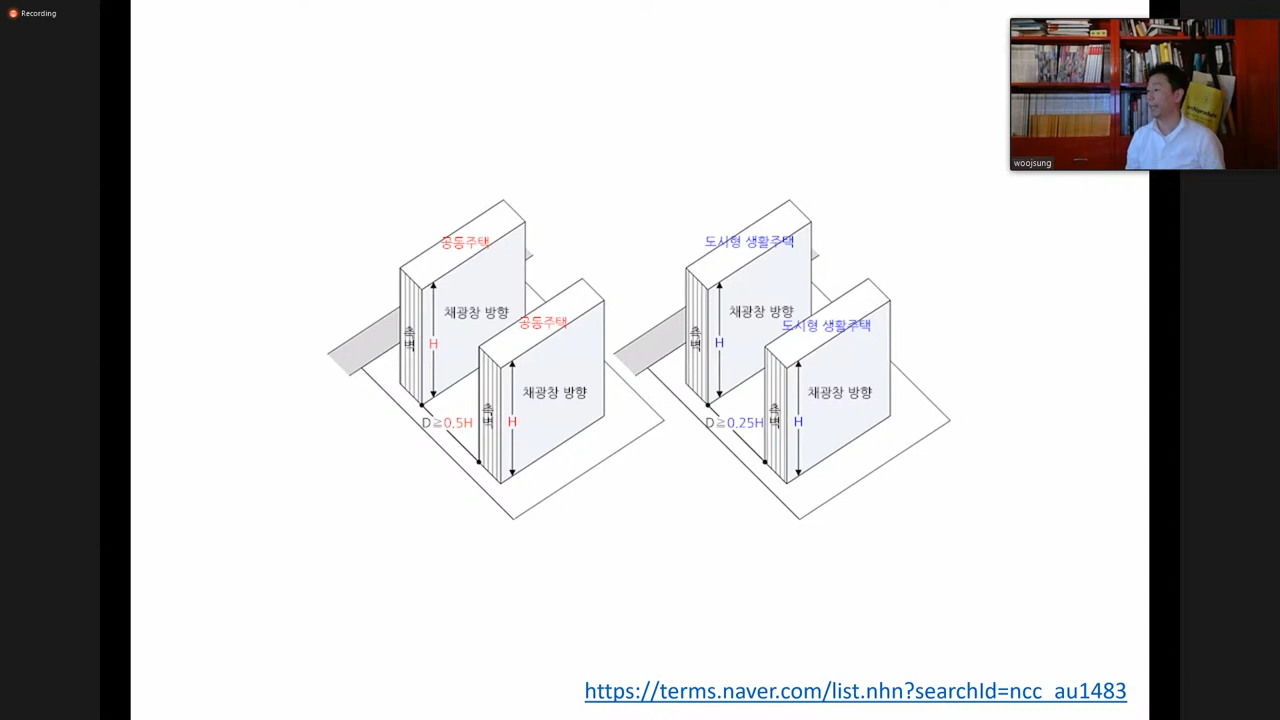 Recording
woojsung
공동주택
채광창 방향
측벽
H
공동주택
채광창 방향
측벽
H
D≧0.5H
도시형 생활주택
채광창 방향
측벽
H
도시형 생활주택
채광창 방향
측벽
H
D≧0.25H
https://terms.naver.com/list.nhn?searchId=ncc_au1483